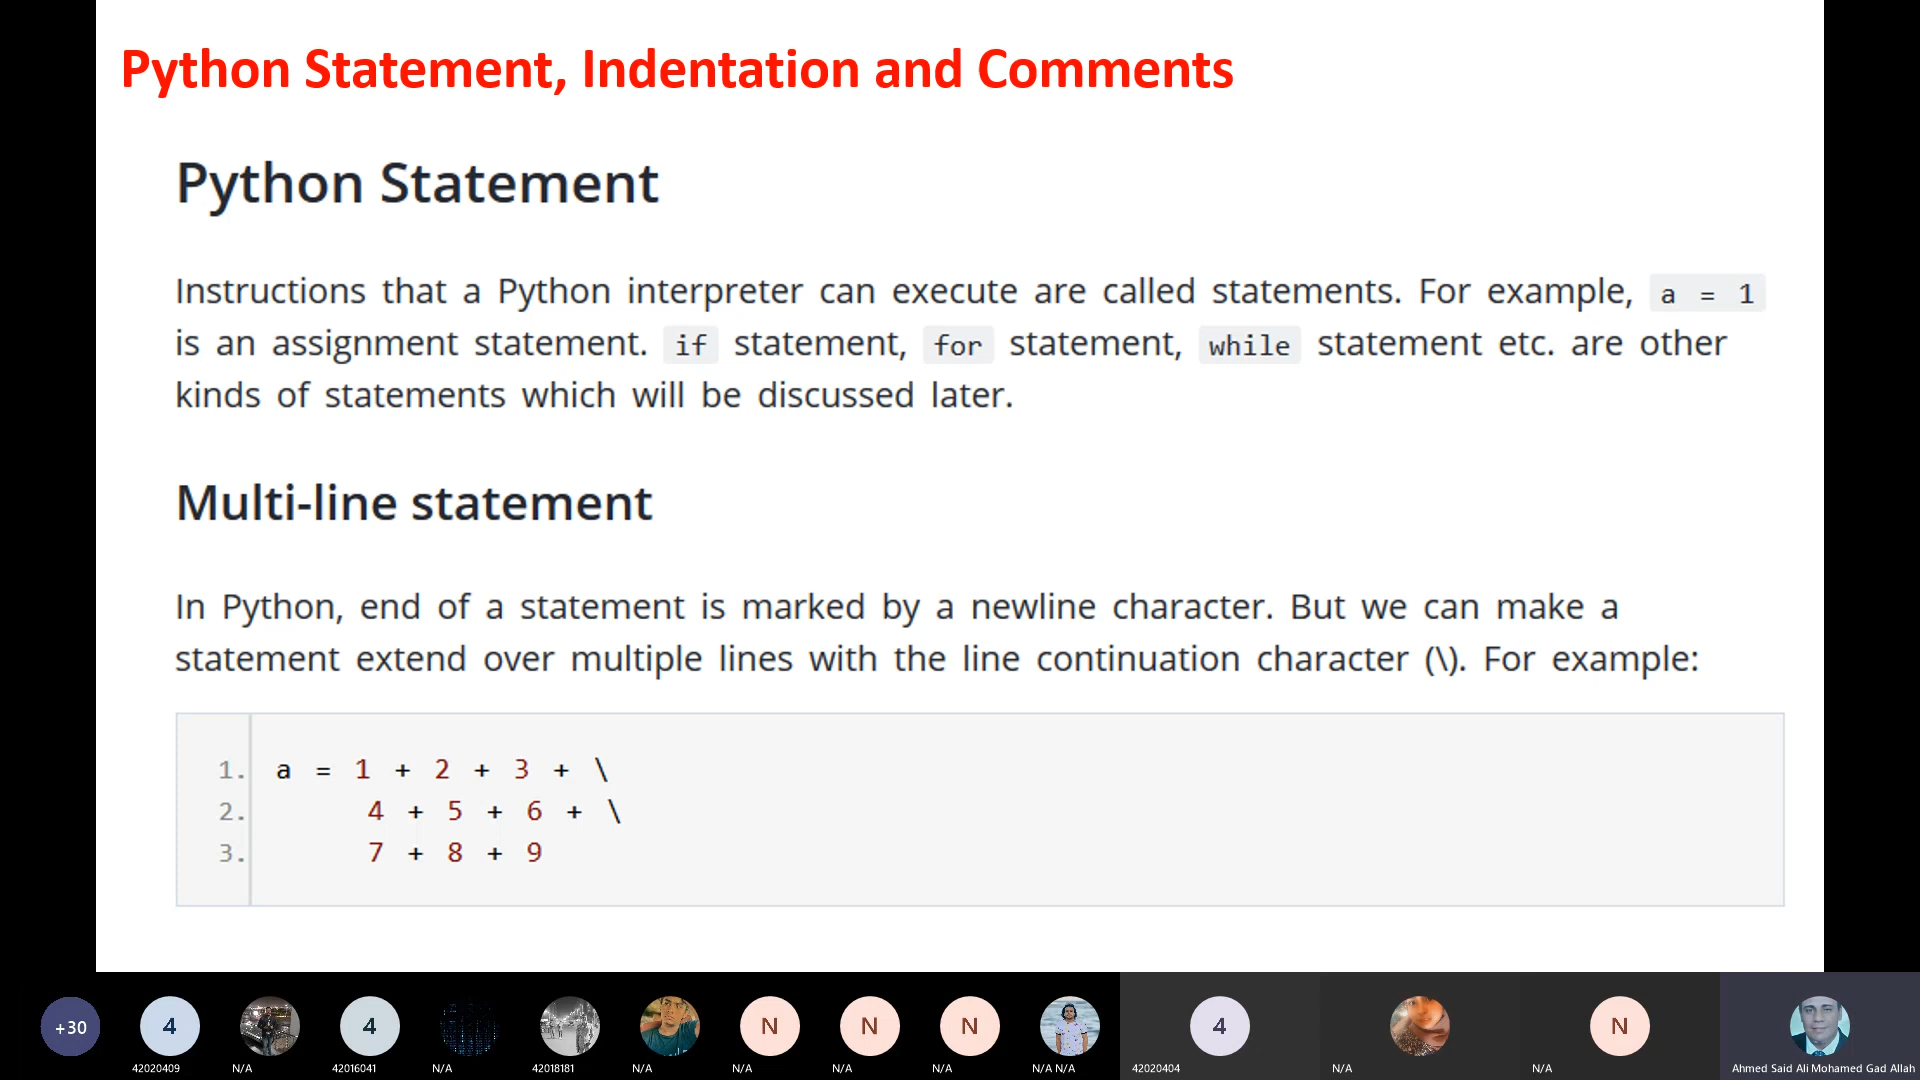 Python Statement, Indentation and Comments
Python Statement
Instructions that a Python interpreter can execute are called statements. For example, a = 1
is an assignment statement. if statement, for statement, while statement etc. are other
kinds of statements which will be discussed later.
Multi-line statement
In Python, end of a statement is marked by a newline character. But we can make a
statement extend over multiple lines with the line continuation character (\). For example:
1. a = 1 + 2 + 3 + \
2. 4 + 5 + 6 + \
3. 7 + 8 + 9
+30 4 4 N N N 4 N
42020409 N/A 42016041 N/A 42018181 N/A N/A N/A N/A N/A N/A 42020404 N/A N/A Ahmed Said Ali Mohamed Gad Allah